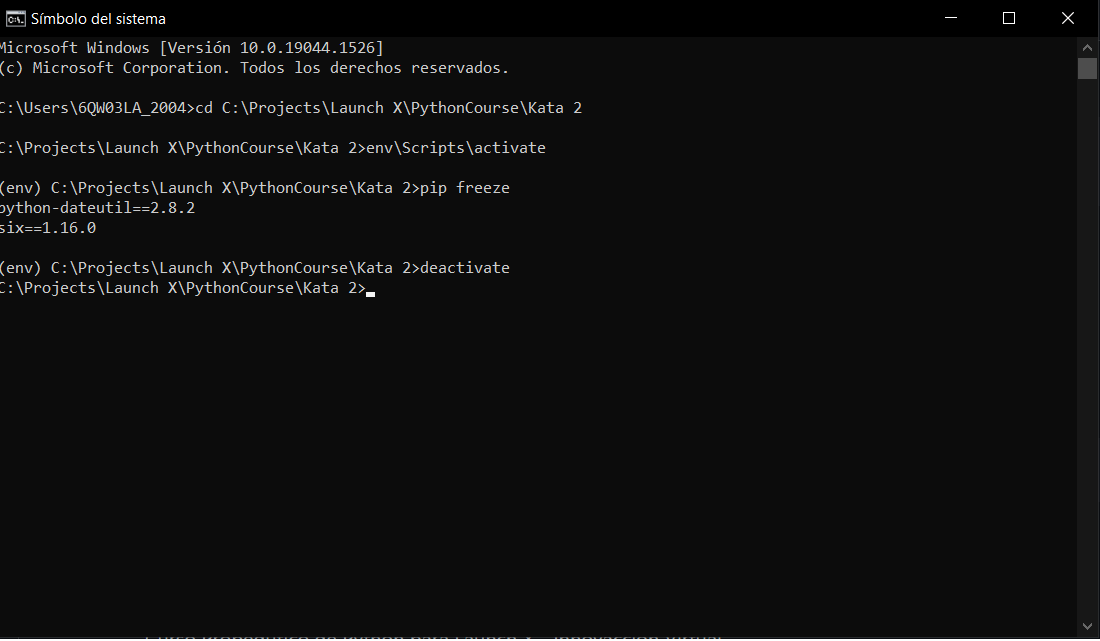 Símbolo del sistema
Microsoft Windows [Versión 10.0.19044.1526]
(c) Microsoft Corporation. Todos los derechos reservados.
C:\Users\6QW03LA_2004>cd C:\Projects\Launch X\PythonCourse\Kata 2
C:\Projects\Launch X\PythonCourse\Kata 2>env\Scripts\activate
(env) C:\Projects\Launch X\PythonCourse\Kata 2>pip freeze
python-dateutil==2.8.2
six==1.16.0
(env) C:\Projects\Launch X\PythonCourse\Kata 2>deactivate
C:\Projects\Launch X\PythonCourse\Kata 2>